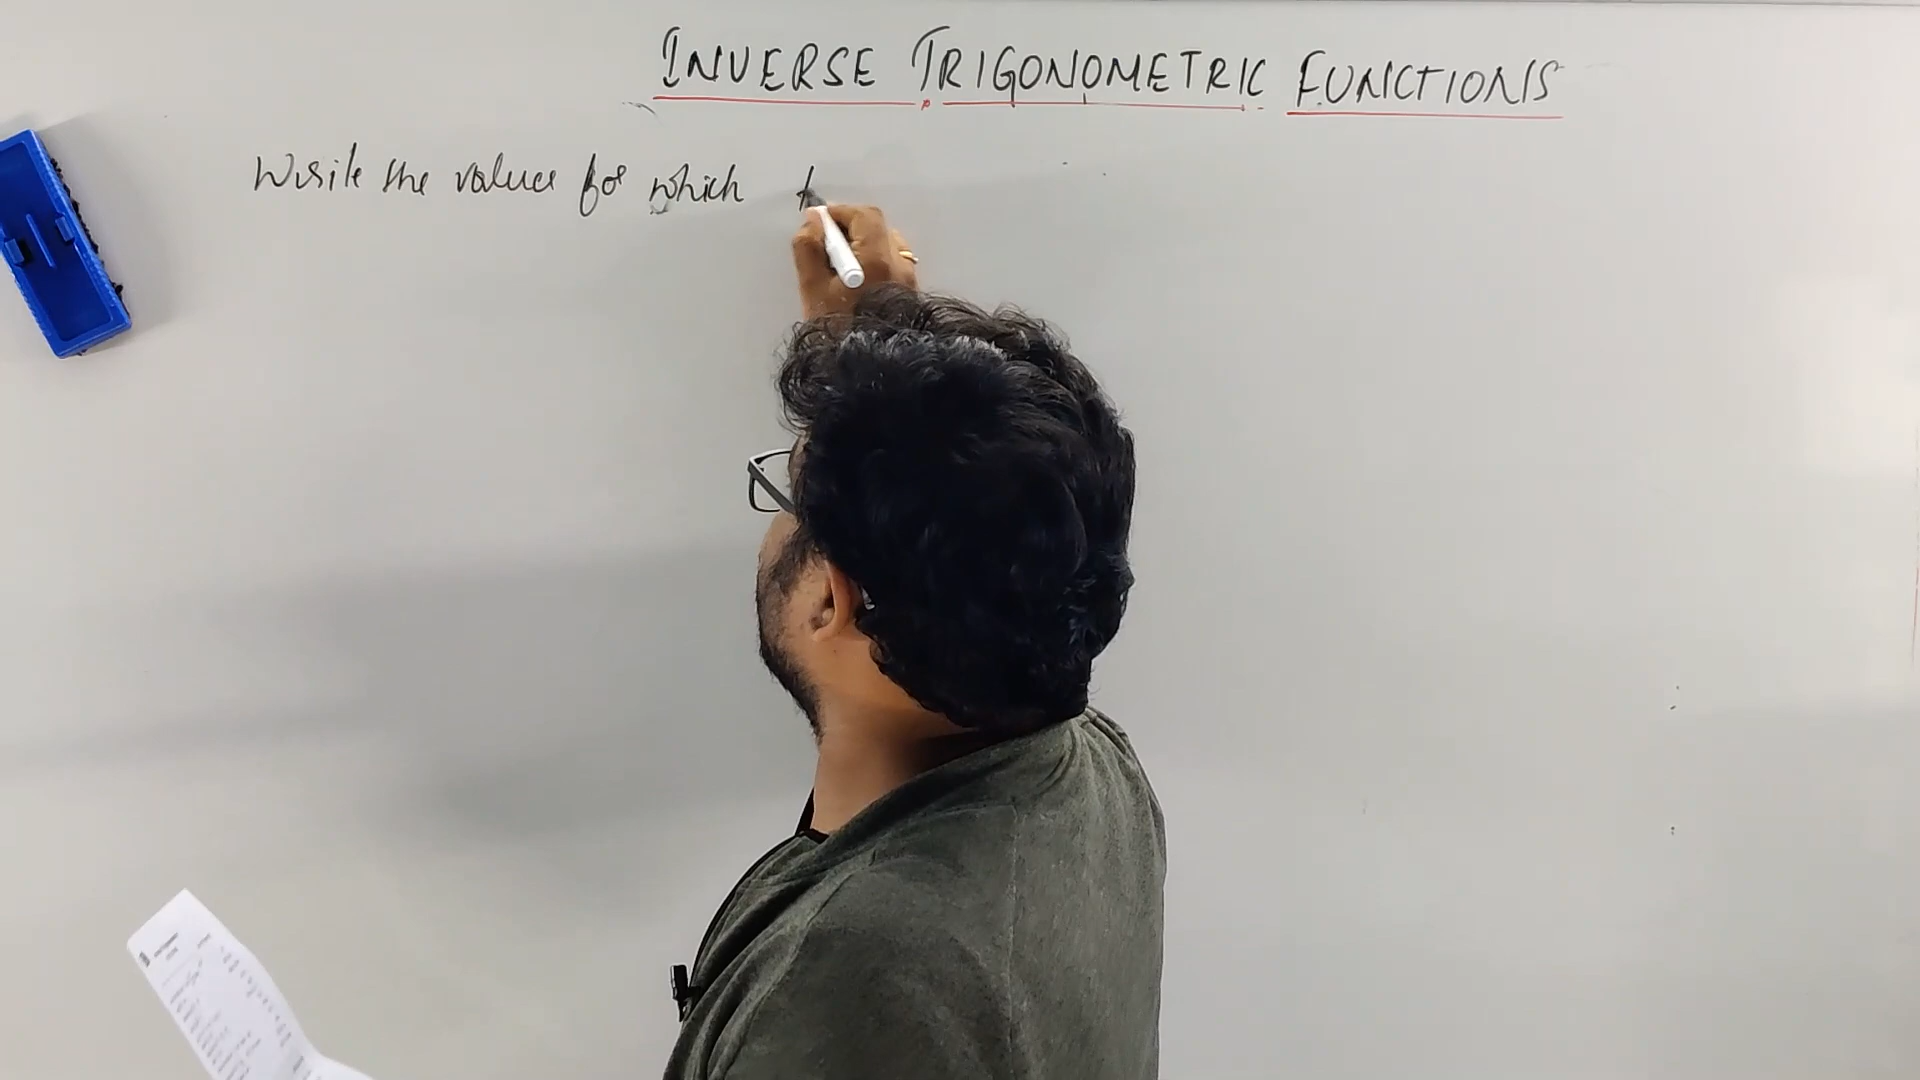 INVERSE TRIGONOMETRIC FUNCTIONS
Write the values for which